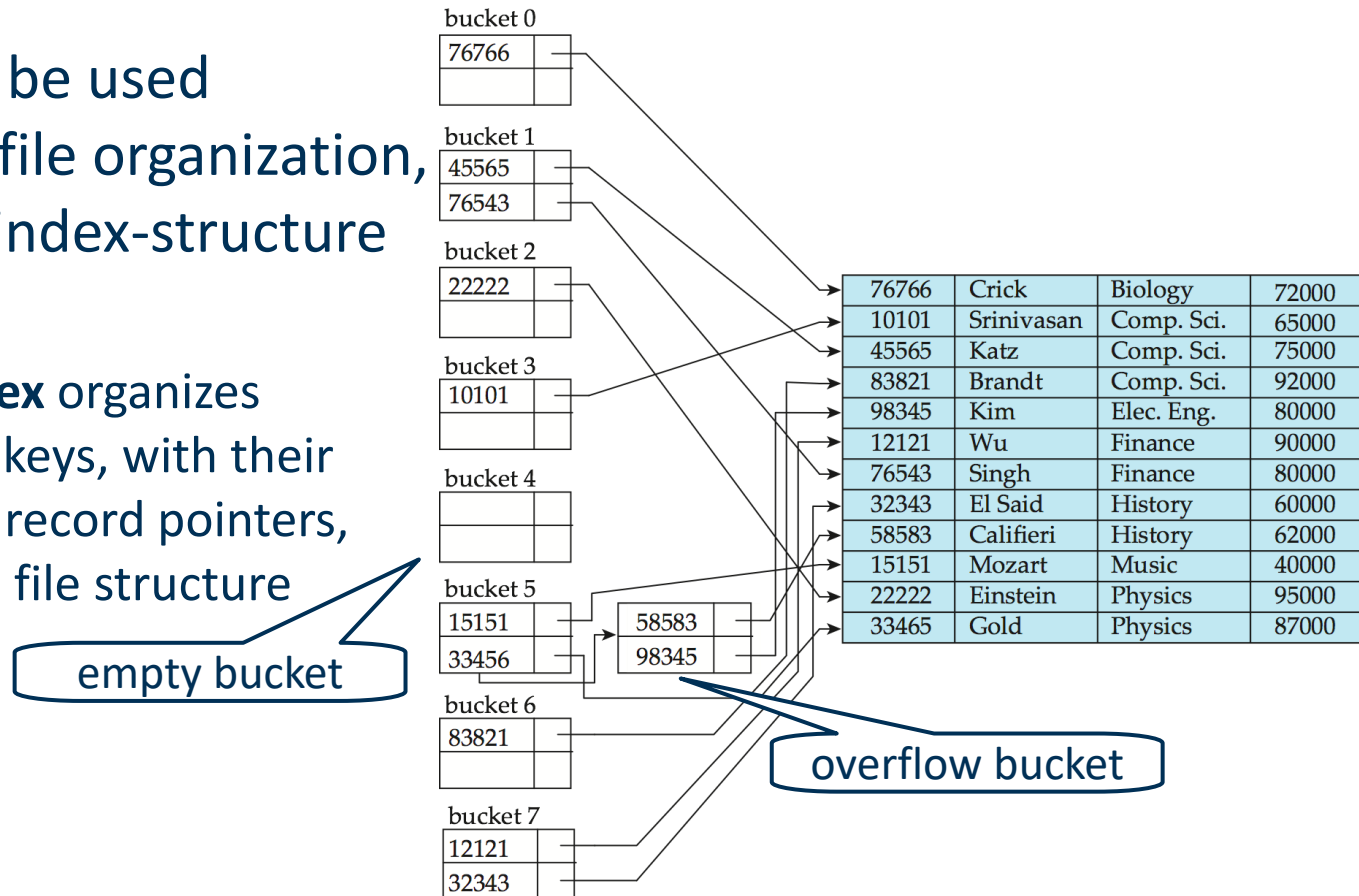 be used
file organization,
index-structure
ex organizes
keys, with their
record pointers,
file structure
empty bucket
bucket 0
76766
bucket 1
45565
76543
bucket 2
22222
bucket 3
10101
bucket 4
bucket 5
15151
33456
58583
98345
bucket 6
83821
bucket 7
12121
32343
overflow bucket
76766 Crick Biology 72000
10101 Srinivasan Comp. Sci. 65000
45565 Katz Comp. Sci. 75000
83821 Brandt Comp. Sci. 92000
98345 Kim Elec. Eng. 80000
12121 Wu Finance 90000
76543 Singh Finance 80000
32343 El Said History 60000
58583 Califieri History 62000
15151 Mozart Music 40000
22222 Einstein Physics 95000
33465 Gold Physics 87000